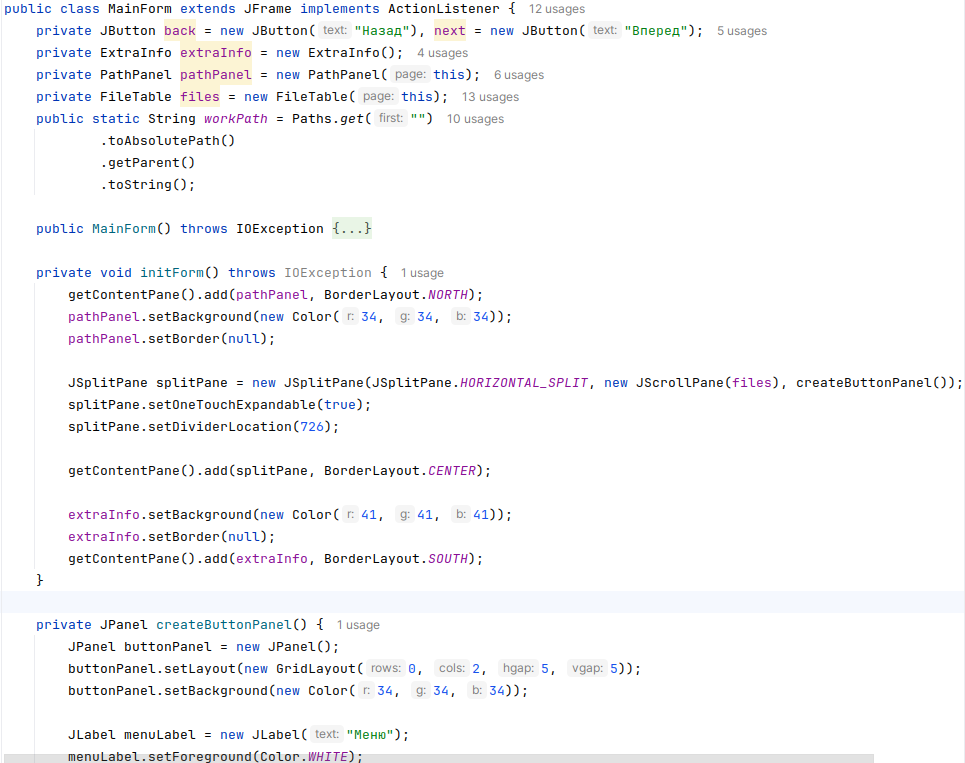 public class MainForm extends JFrame implements ActionListener { 12 usages
    private JButton back = new JButton( text: "Назад"), next = new JButton( text: "Вперед"); 5 usages
    private ExtraInfo extraInfo = new ExtraInfo(); 4 usages
    private PathPanel pathPanel = new PathPanel( page: this); 6 usages
    private FileTable files = new FileTable( page: this); 13 usages
    public static String workPath = Paths.get( first: "") 10 usages
            .toAbsolutePath()
            .getParent()
            .toString();
    public MainForm() throws IOException {...}
    private void initForm() throws IOException { 1 usage
        getContentPane().add(pathPanel, BorderLayout.NORTH);
        pathPanel.setBackground(new Color( r: 34, g: 34, b: 34));
        pathPanel.setBorder(null);
        JSplitPane splitPane = new JSplitPane(JSplitPane.HORIZONTAL_SPLIT, new JScrollPane(files), createButtonPanel());
        splitPane.setOneTouchExpandable(true);
        splitPane.setDividerLocation(726);
        getContentPane().add(splitPane, BorderLayout.CENTER);
        extraInfo.setBackground(new Color( r: 41, g: 41, b: 41));
        extraInfo.setBorder(null);
        getContentPane().add(extraInfo, BorderLayout.SOUTH);
    }
    private JPanel createButtonPanel() { 1 usage
        JPanel buttonPanel = new JPanel();
        buttonPanel.setLayout(new GridLayout( rows: 0, cols: 2, hgap: 5, vgap: 5));
        buttonPanel.setBackground(new Color( r: 34, g: 34, b: 34));
        JLabel menuLabel = new JLabel( text: "Меню");
        menuLabel.setForeground(Color.WHITE);